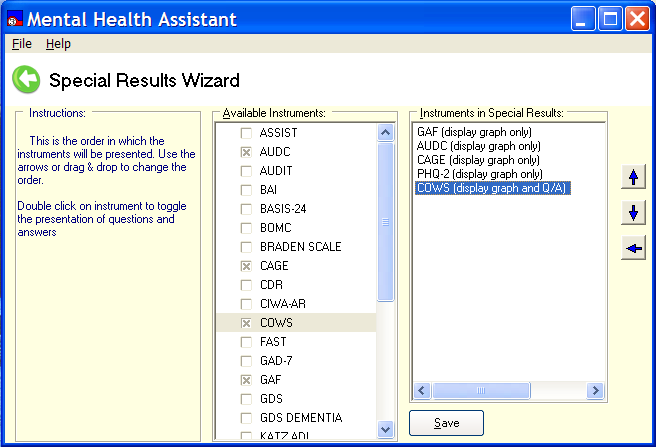 Mental Health Assistant
File Help
Special Results Wizard
Instructions:
This is the order in which the
instruments will be presented. Use the
arrows or drag & drop to change the
order.
Double click on instrument to toggle
the presentation of questions and
answers
Available Instruments:
ASSIST
AUDC
AUDIT
BAI
BASIS-24
BOMC
BRADEN SCALE
CAGE
CDR
CIWA-AR
COWS
FAST
GAD-7
GAF
GDS
GDS DEMENTIA
KATZ ADL
Instruments in Special Results:
GAF (display graph only)
AUDC (display graph only)
CAGE (display graph only)
PHQ-2 (display graph only)
COWS (display graph and Q/A)
Save